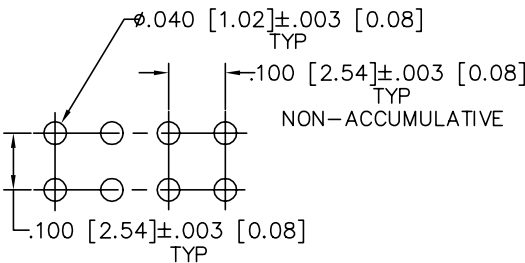 ⌀.040 [1.02]±.003 [0.08]
TYP
.100 [2.54]±.003 [0.08]
TYP
NON-ACCUMULATIVE
.100 [2.54]±.003 [0.08]
TYP